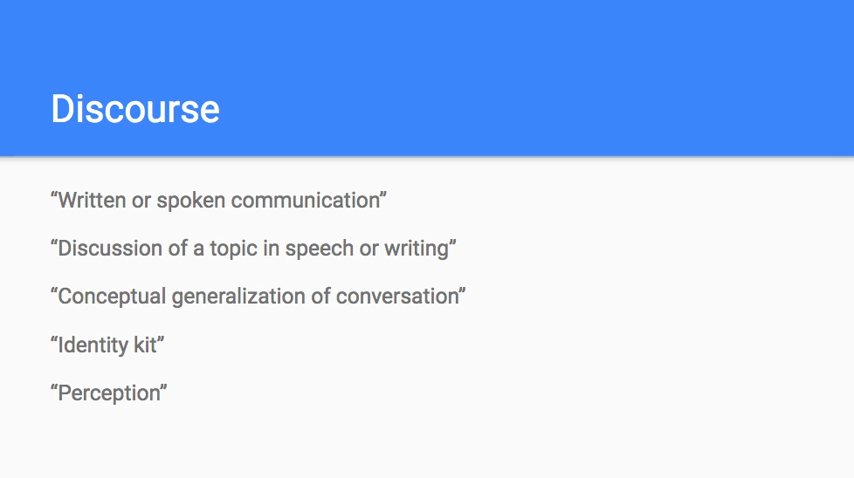 Discourse
“Written or spoken communication”
“Discussion of a topic in speech or writing”
“Conceptual generalization of conversation”
“Identity kit”
“Perception”